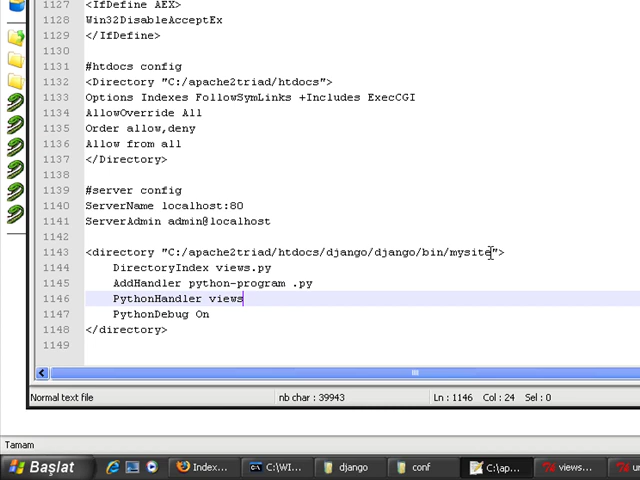 1127 <IfDefine AEX>
1128 Win32DisableAcceptEx
1129 </IfDefine>
1130
1131 #htdocs config
1132 <Directory "C:/apache2triad/htdocs">
1133 Options Indexes FollowSymLinks +Includes ExecCGI
1134 AllowOverride All
1135 Order allow,deny
1136 Allow from all
1137 </Directory>
1138
1139 #server config
1140 ServerName localhost:80
1141 ServerAdmin admin@localhost
1142
1143 <directory "C:/apache2triad/htdocs/django/django/bin/mysite">
1144 DirectoryIndex views.py
1145 AddHandler python-program .py
1146 PythonHandler views
1147 PythonDebug On
1148 </directory>
1149
Normal text file nb char : 39943 Ln : 1146 Col : 24 Sel : 0
Tamam
Başlat Index... C:\WI... django conf C:\ap... views...